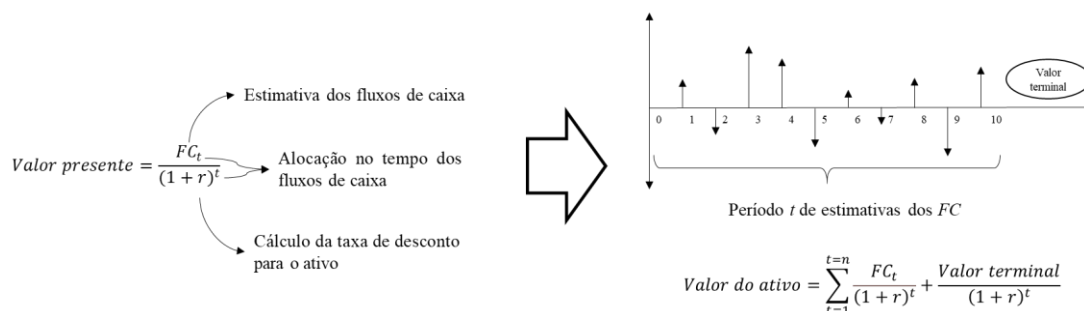 Estimativa dos fluxos de caixa
Valor presente = FC_t / (1 + r)^t
Alocação no tempo dos
fluxos de caixa
Cálculo da taxa de desconto
para o ativo
Valor
terminal
0 1 2 3 4 5 6 7 8 9 10
Período t de estimativas dos FC
Valor do ativo = ∑_{t=1}^{t=n} FC_t / (1 + r)^t + Valor terminal / (1 + r)^t